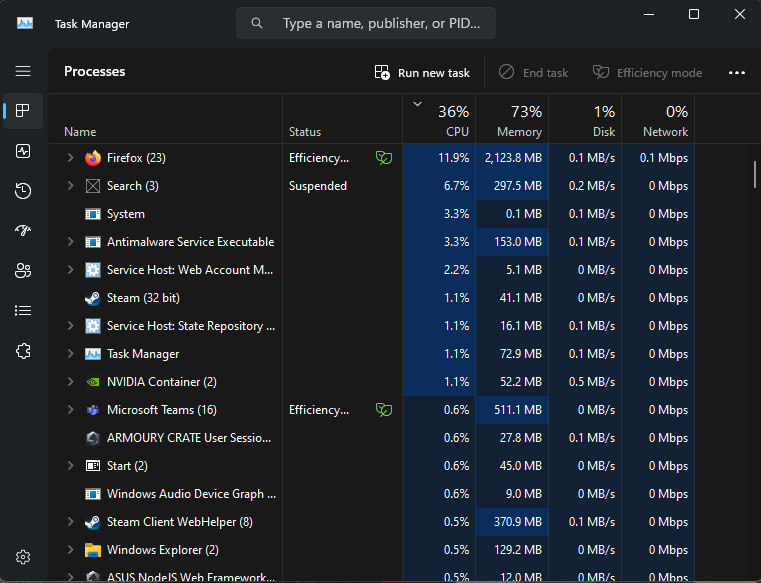 Task Manager
Type a name, publisher, or PID...
Processes
Run new task
End task
Efficiency mode
36% 73% 1% 0%
Name Status CPU Memory Disk Network
Firefox (23) Efficiency... 11.9% 2,123.8 MB 0.1 MB/s 0.1 Mbps
Search (3) Suspended 6.7% 297.5 MB 0.2 MB/s 0 Mbps
System 3.3% 0.1 MB 0.1 MB/s 0 Mbps
Antimalware Service Executable 3.3% 153.0 MB 0.1 MB/s 0 Mbps
Service Host: Web Account M... 2.2% 5.1 MB 0 MB/s 0 Mbps
Steam (32 bit) 1.1% 41.1 MB 0 MB/s 0 Mbps
Service Host: State Repository ... 1.1% 16.1 MB 0.1 MB/s 0 Mbps
Task Manager 1.1% 72.9 MB 0.1 MB/s 0 Mbps
NVIDIA Container (2) 1.1% 52.2 MB 0.5 MB/s 0 Mbps
Microsoft Teams (16) Efficiency... 0.6% 511.1 MB 0 MB/s 0 Mbps
ARMOURY CRATE User Sessio... 0.6% 27.8 MB 0.1 MB/s 0 Mbps
Start (2) 0.6% 45.0 MB 0 MB/s 0 Mbps
Windows Audio Device Graph ... 0.6% 9.0 MB 0 MB/s 0 Mbps
Steam Client WebHelper (8) 0.5% 370.9 MB 0.1 MB/s 0 Mbps
Windows Explorer (2) 0.5% 129.2 MB 0 MB/s 0 Mbps
ASUS NodeJS Web Framework... 0.5% 12.0 MB 0 MB/s 0 Mbps